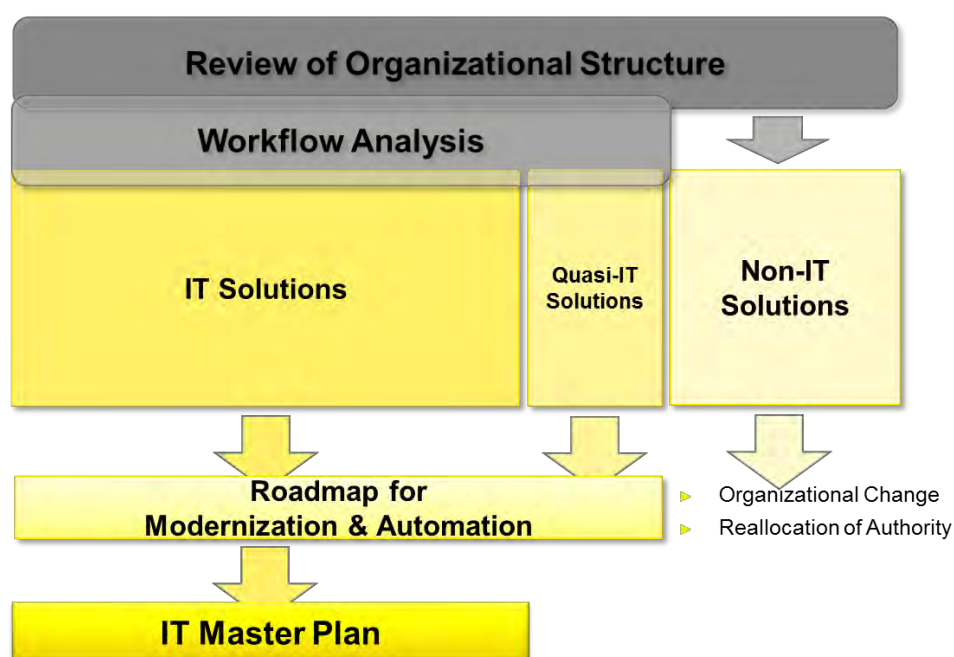 Review of Organizational Structure
Workflow Analysis
IT Solutions
Quasi-IT
Solutions
Non-IT
Solutions
Roadmap for
Modernization & Automation
Organizational Change
Reallocation of Authority
IT Master Plan